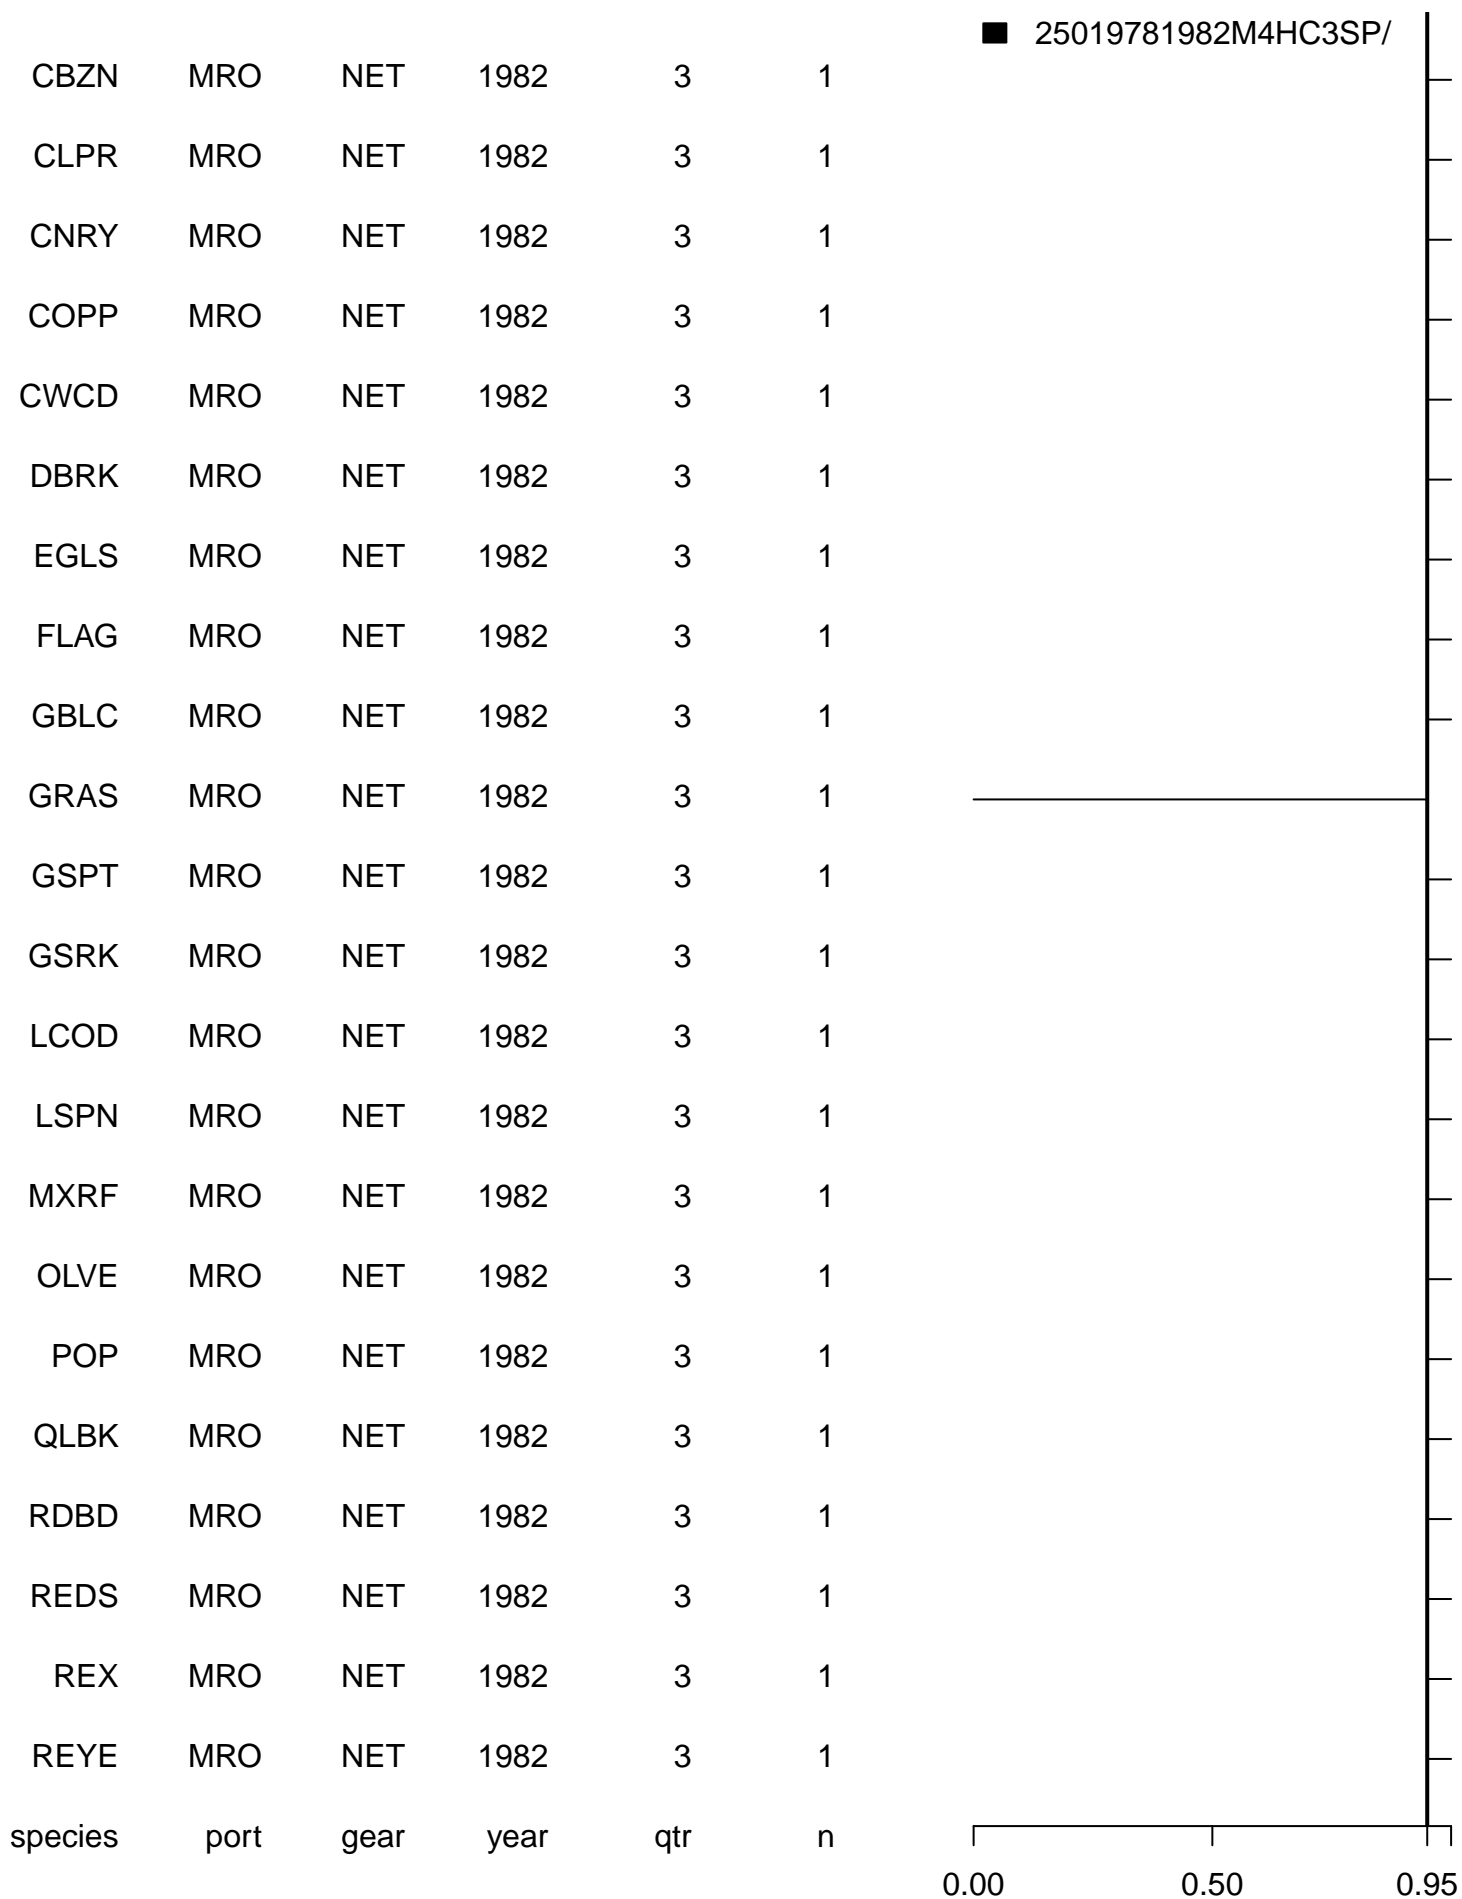 25019781982M4HC3SP/
CBZN MRO NET 1982 3 1
CLPR MRO NET 1982 3 1
CNRY MRO NET 1982 3 1
COPP MRO NET 1982 3 1
CWCD MRO NET 1982 3 1
DBRK MRO NET 1982 3 1
EGLS MRO NET 1982 3 1
FLAG MRO NET 1982 3 1
GBLC MRO NET 1982 3 1
GRAS MRO NET 1982 3 1
GSPT MRO NET 1982 3 1
GSRK MRO NET 1982 3 1
LCOD MRO NET 1982 3 1
LSPN MRO NET 1982 3 1
MXRF MRO NET 1982 3 1
OLVE MRO NET 1982 3 1
POP MRO NET 1982 3 1
QLBK MRO NET 1982 3 1
RDBD MRO NET 1982 3 1
REDS MRO NET 1982 3 1
REX MRO NET 1982 3 1
REYE MRO NET 1982 3 1
species port gear year qtr n
0.00 0.50 0.95